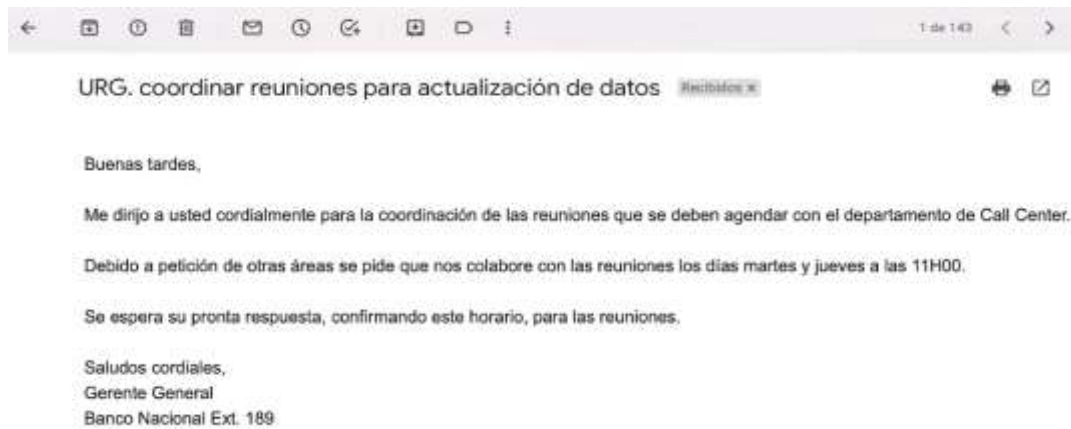 1 de 143
URG. coordinar reuniones para actualización de datos Recibidos x
Buenas tardes,
Me dirijo a usted cordialmente para la coordinación de las reuniones que se deben agendar con el departamento de Call Center.
Debido a petición de otras áreas se pide que nos colabore con las reuniones los días martes y jueves a las 11H00.
Se espera su pronta respuesta, confirmando este horario, para las reuniones.
Saludos cordiales,
Gerente General
Banco Nacional Ext. 189